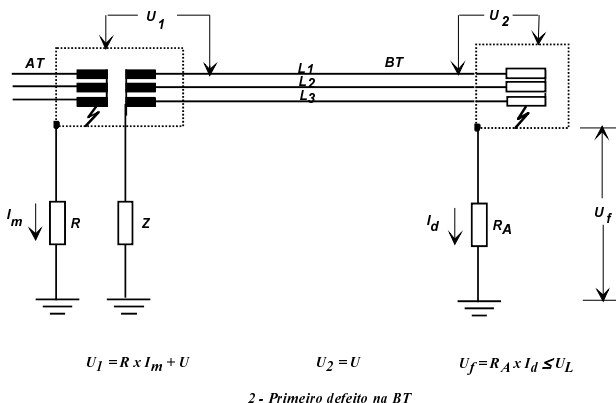 U1
U2
AT
L1
BT
L2
L3
Im
R
Z
Id
RA
Uf
U1 = R x Im + U
U2 = U
Uf = RA x Id ≤ UL
2 - Primeiro defeito na BT